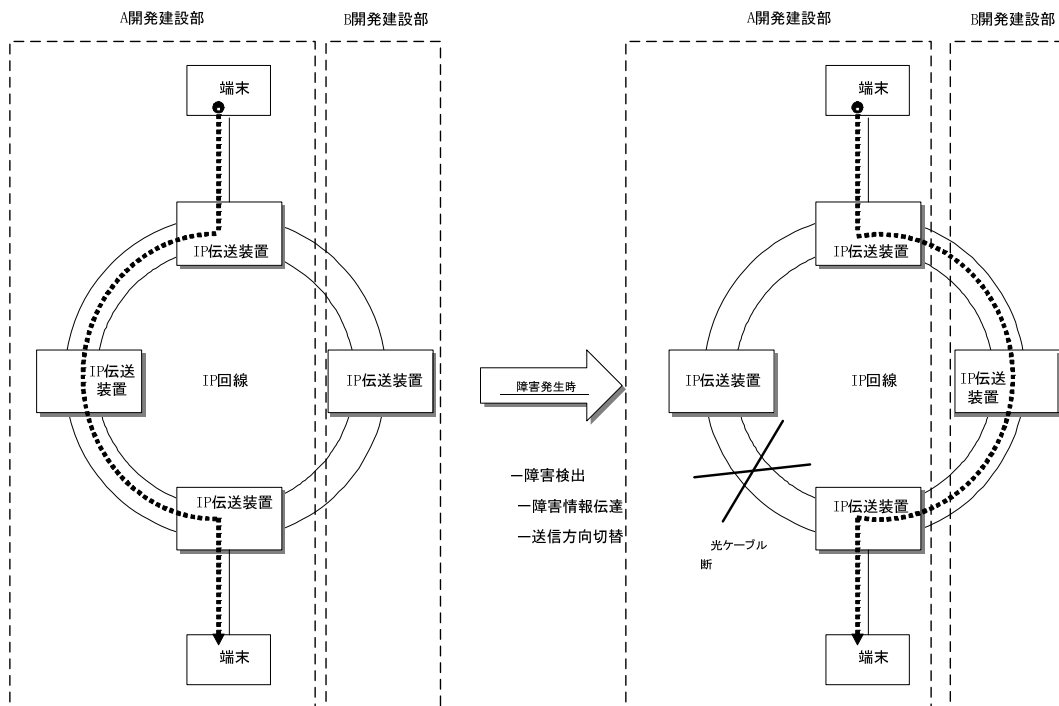 A開発建設部
B開発建設部
端末
IP伝送装置
IP伝送
装置
IP回線
IP伝送装置
IP伝送装置
端末
障害発生時
－障害検出
－障害情報伝達
－送信方向切替
A開発建設部
B開発建設部
端末
IP伝送装置
IP伝送装置
IP回線
IP伝送
装置
IP伝送装置
光ケーブル
断
端末